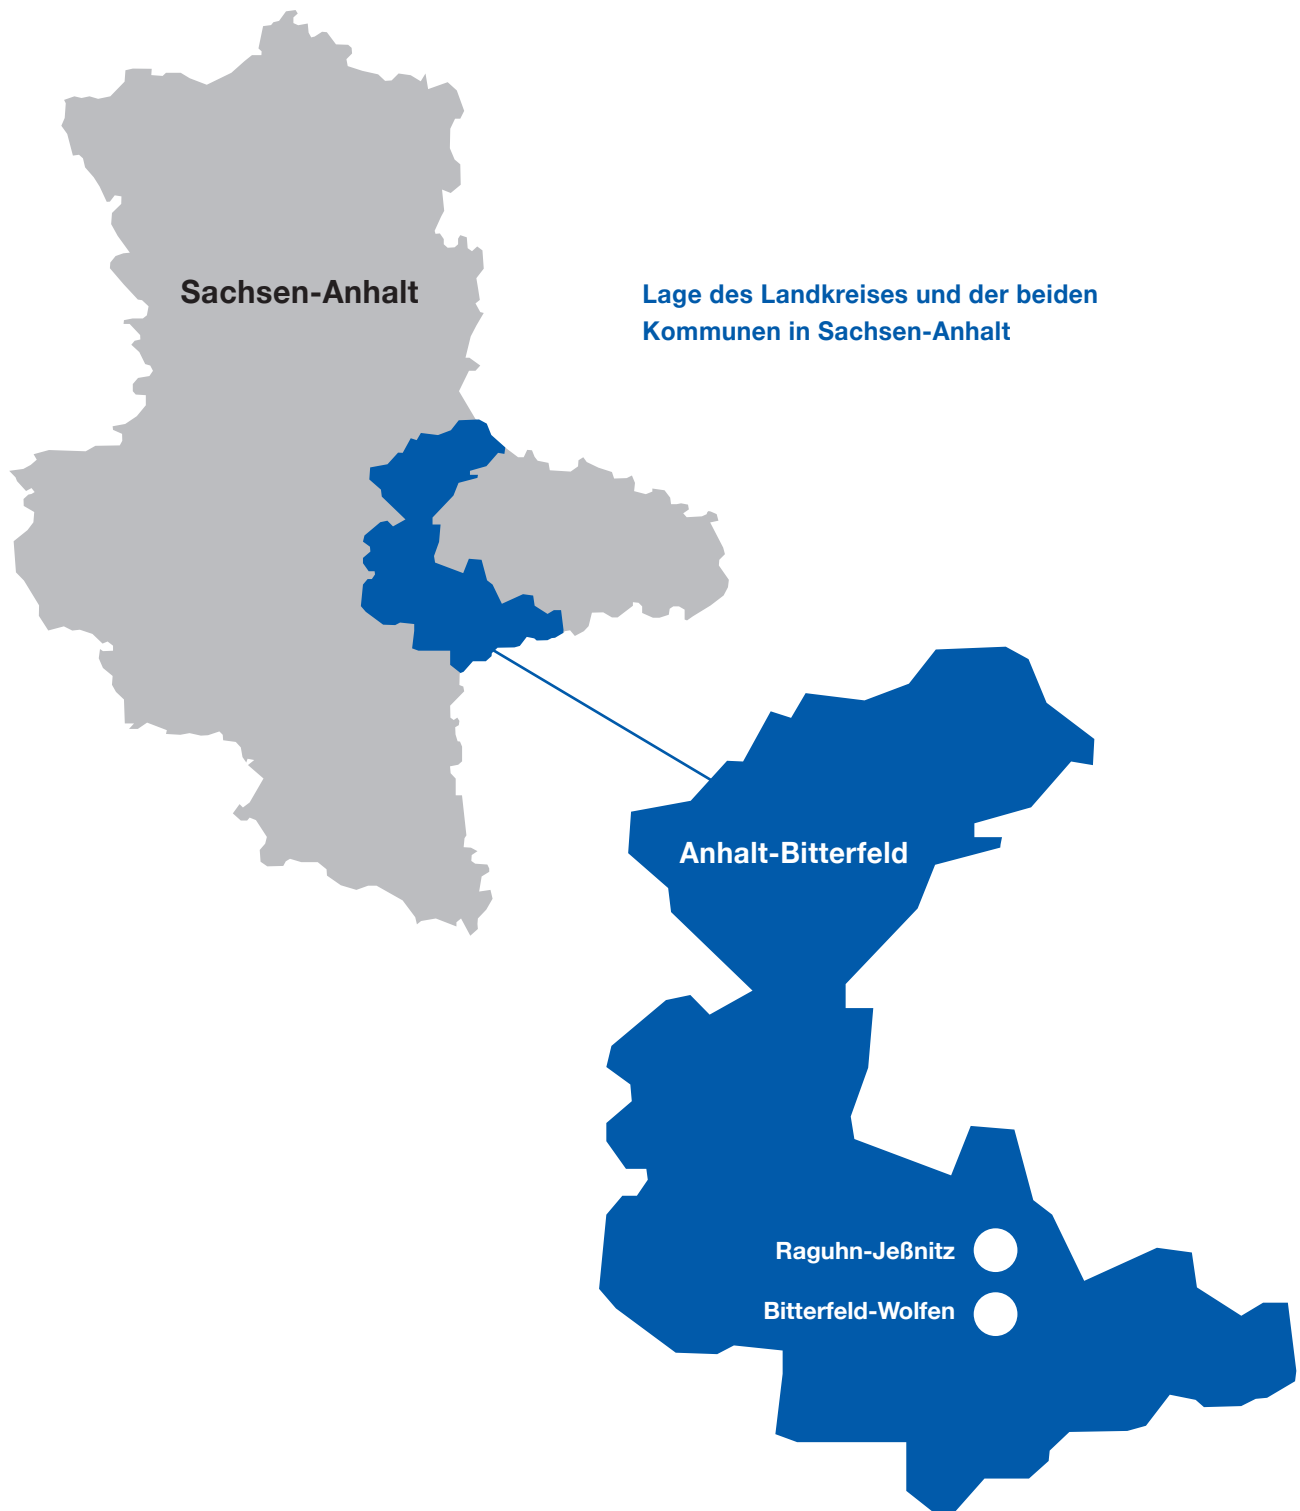 Sachsen-Anhalt
Lage des Landkreises und der beiden
Kommunen in Sachsen-Anhalt
Anhalt-Bitterfeld
Raguhn-Jeßnitz
Bitterfeld-Wolfen